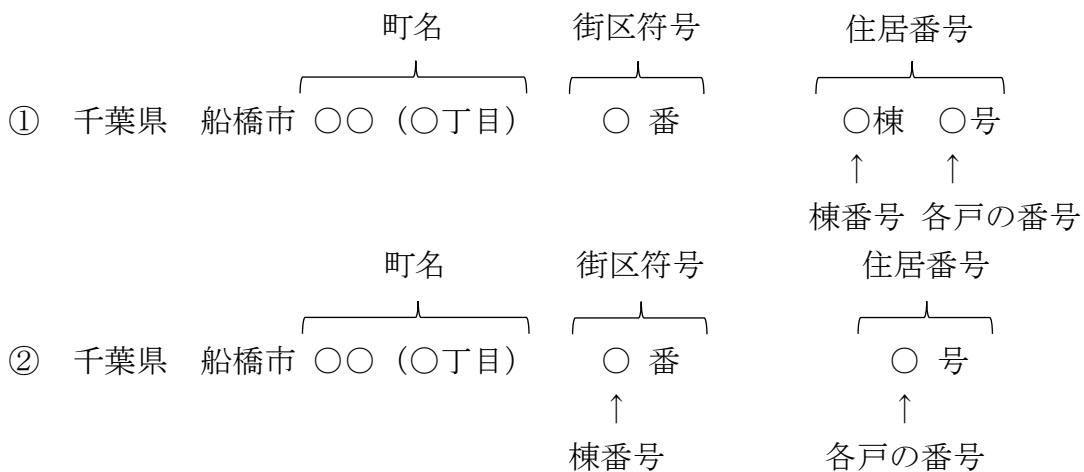 町名 街区符号 住居番号
① 千葉県 船橋市 ○○(○丁目) ○ 番 ○棟 ○号
↑ ↑
棟番号 各戸の番号
町名 街区符号 住居番号
② 千葉県 船橋市 ○○(○丁目) ○ 番 ○ 号
↑ ↑
棟番号 各戸の番号